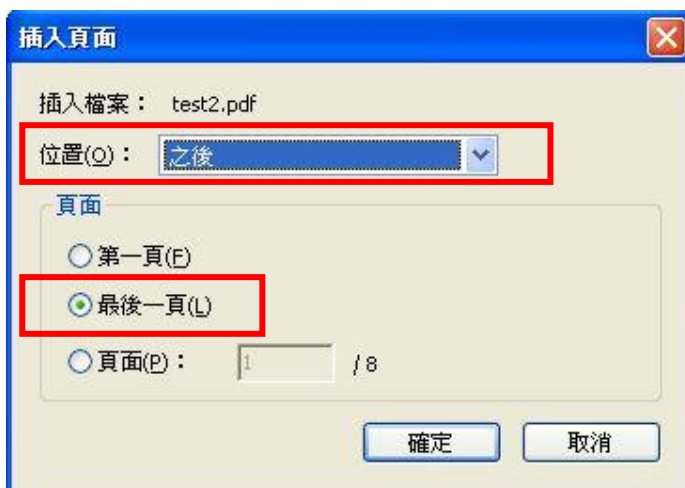 插入頁面
插入檔案： test2.pdf
位置(O)： 之後
頁面
第一頁(F)
最後一頁(L)
頁面(P)： 1 / 8
確定 取消